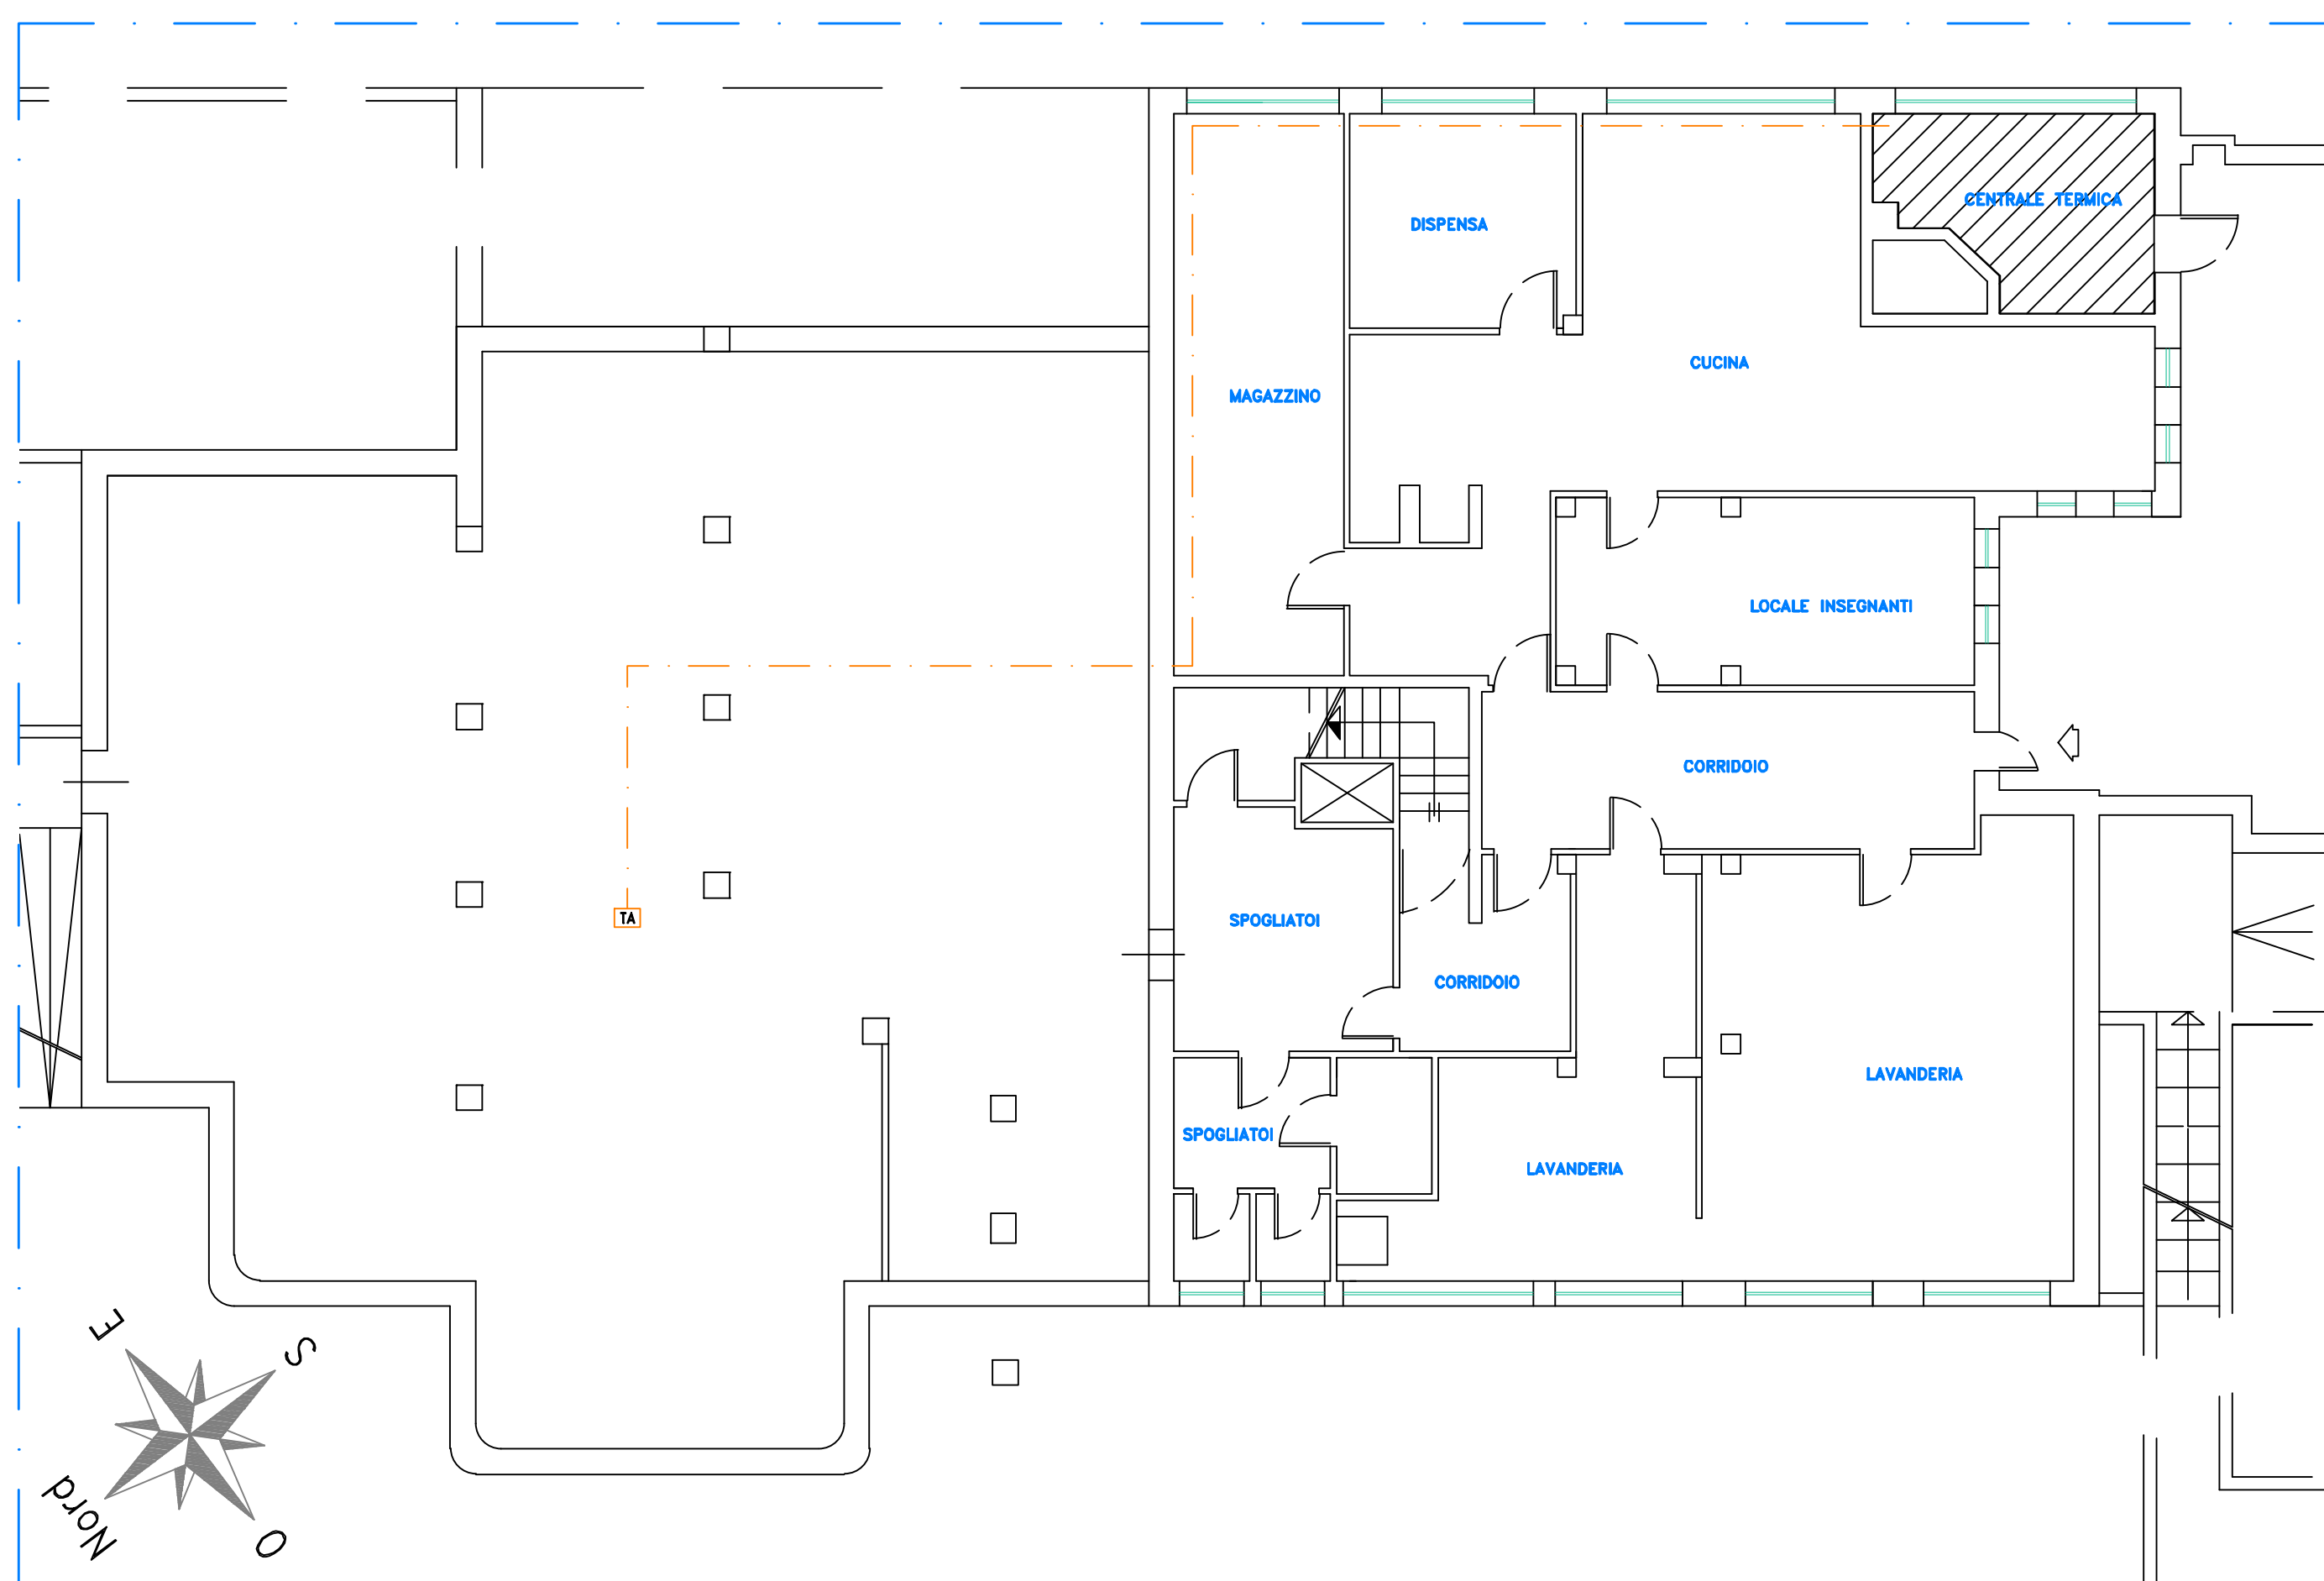 CENTRALE TERMICA
DISPENSA
CUCINA
MAGAZZINO
LOCALE INSEGNANTI
CORRIDOIO
TA
SPOGLIATOI
CORRIDOIO
LAVANDERIA
SPOGLIATOI
LAVANDERIA
E
S
Nord
O